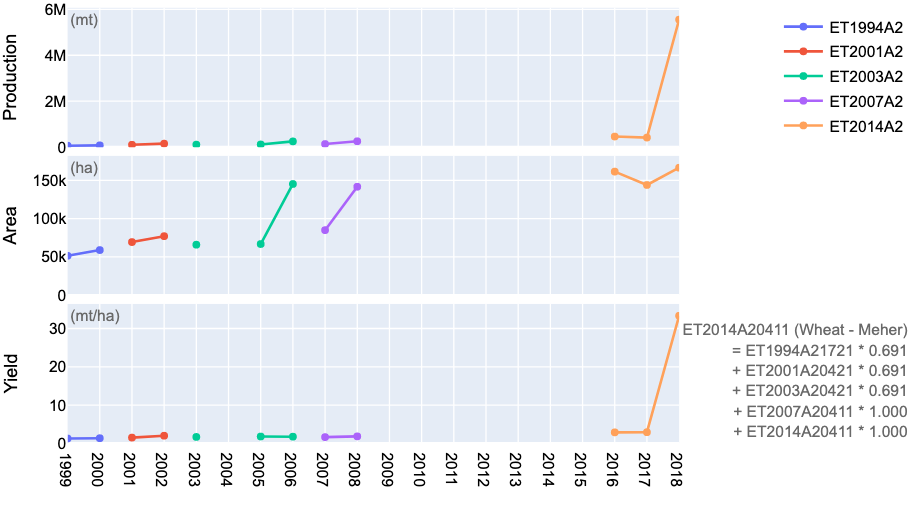 Production
(mt)
6M
4M
2M
0
Area
(ha)
150k
100k
50k
0
Yield
(mt/ha)
30
20
10
0
1999
2000
2001
2002
2003
2004
2005
2006
2007
2008
2009
2010
2011
2012
2013
2014
2015
2016
2017
2018
ET1994A2
ET2001A2
ET2003A2
ET2007A2
ET2014A2
ET2014A20411 (Wheat - Meher)
= ET1994A21721 * 0.691
+ ET2001A20421 * 0.691
+ ET2003A20421 * 0.691
+ ET2007A20411 * 1.000
+ ET2014A20411 * 1.000